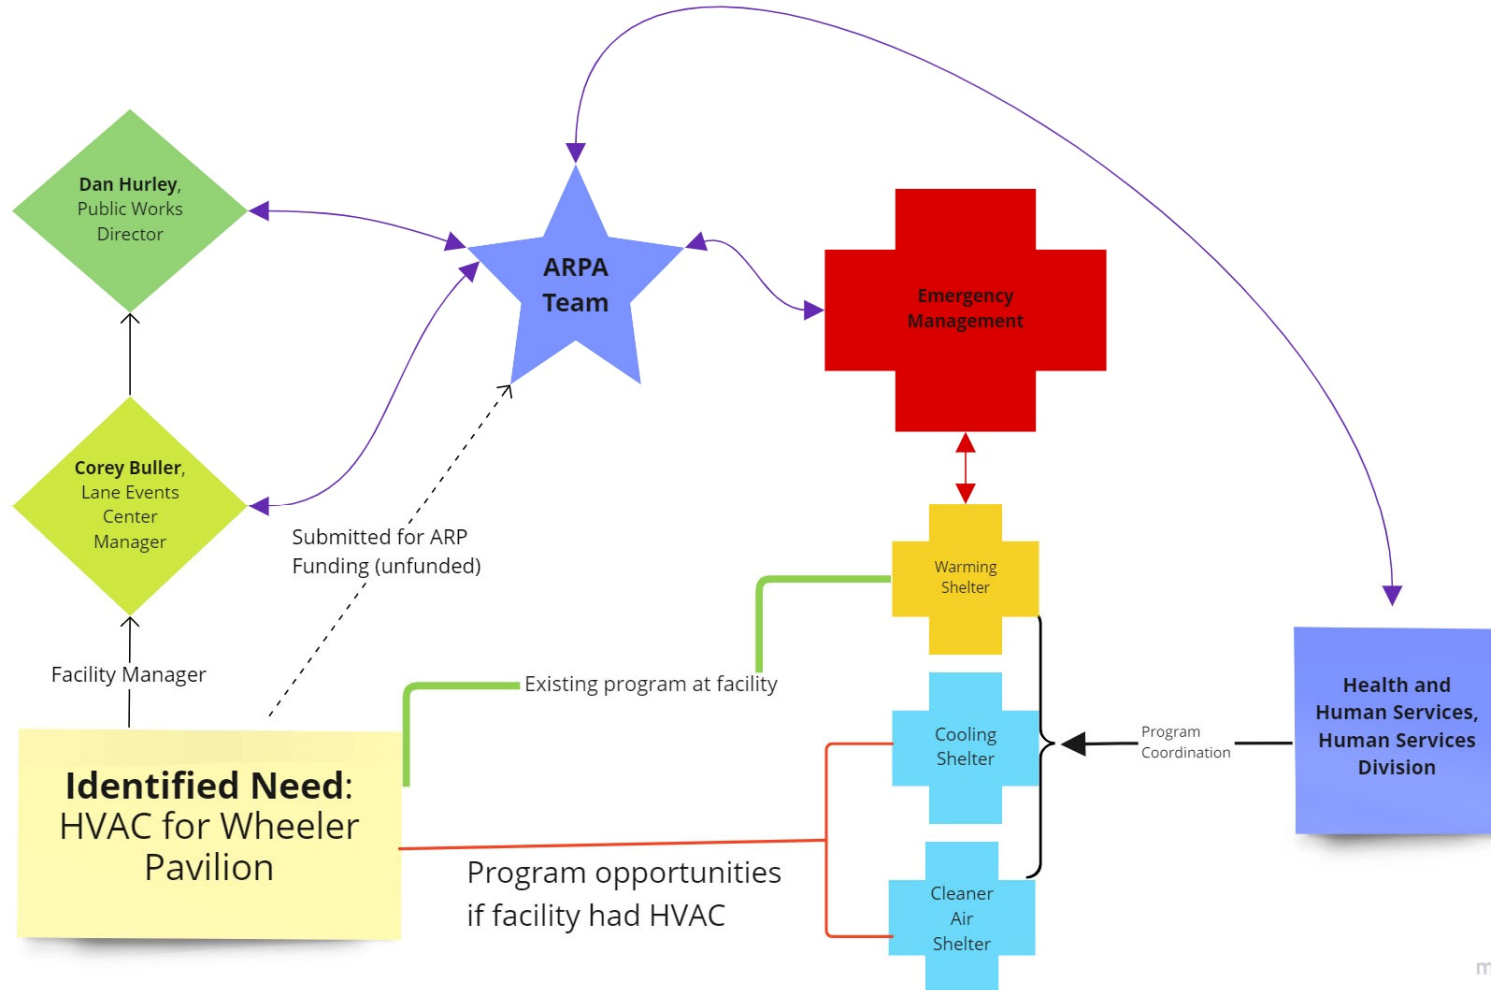 Dan Hurley,
Public Works
Director
ARPA
Team
Emergency
Management
Corey Buller,
Lane Events
Center
Manager
Submitted for ARP
Funding (unfunded)
Warming
Shelter
Facility Manager
Existing program at facility
Health and
Human Services,
Human Services
Division
Cooling
Shelter
Program
Coordination
Identified Need:
HVAC for Wheeler
Pavilion
Program opportunities
if facility had HVAC
Cleaner
Air
Shelter